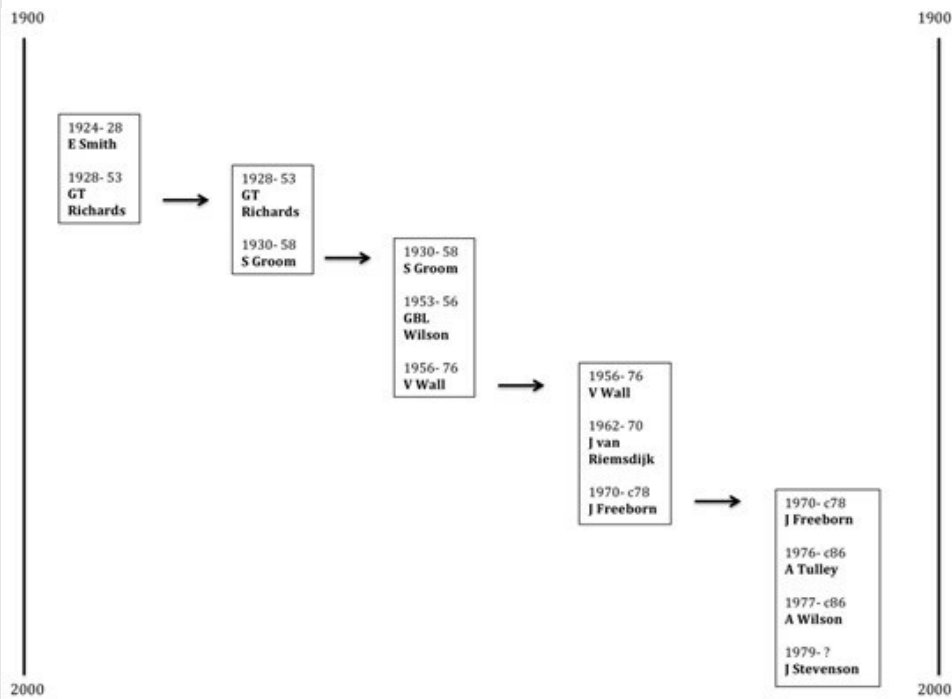 1900
1900
1924- 28
E Smith
1928- 53
GT
Richards
1928- 53
GT
Richards
1930- 58
S Groom
1930- 58
S Groom
1953- 56
GBL
Wilson
1956- 76
V Wall
1956- 76
V Wall
1962- 70
J van
Riemsdijk
1970- c78
J Freeborn
1970- c78
J Freeborn
1976- c86
A Tulley
1977- c86
A Wilson
1979- ?
J Stevenson
2000
2000